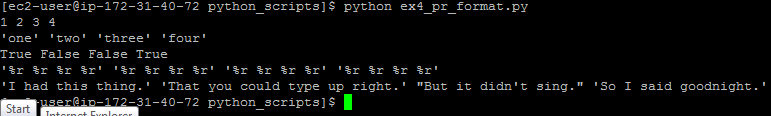 [ec2-user@ip-172-31-40-72 python_scripts]$ python ex4_pr_format.py
1 2 3 4
'one' 'two' 'three' 'four'
True False False True
'%r %r %r %r' '%r %r %r %r' '%r %r %r %r' '%r %r %r %r'
'I had this thing.' 'That you could type up right.' "But it didn't sing." 'So I said goodnight.'
[ec2-user@ip-172-31-40-72 python_scripts]$
Start
Internet Explorer